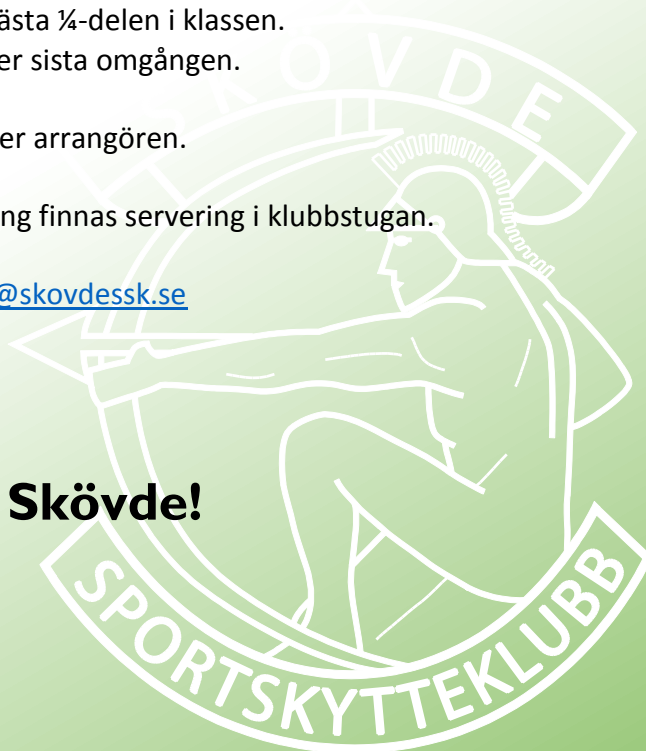 ästa ¼-delen i klassen.
er sista omgången.
er arrangören.
ng finnas servering i klubbstugan.
@skovdessk.se
Skövde!
SKÖVDE
SPORTSKYTTEKLUBB